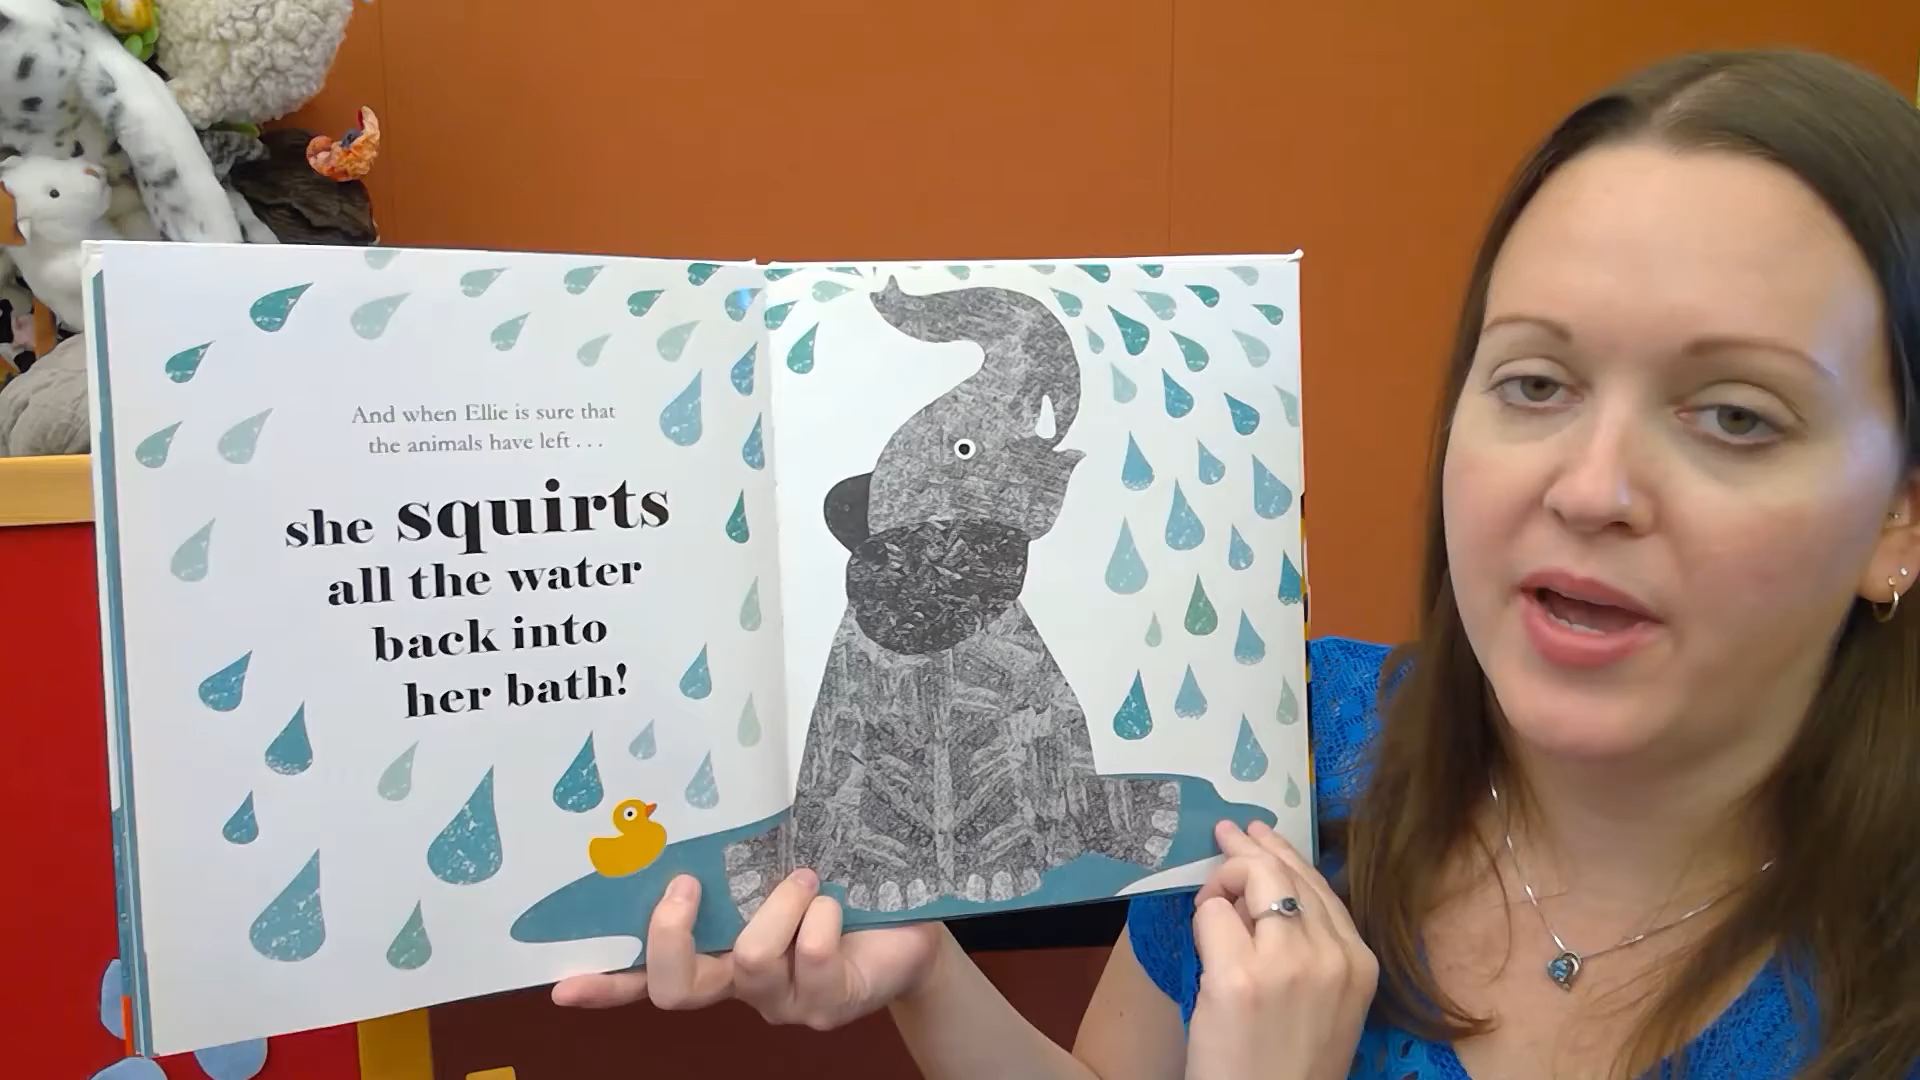 And when Ellie is sure that
the animals have left . . .
she squirts
all the water
back into
her bath!